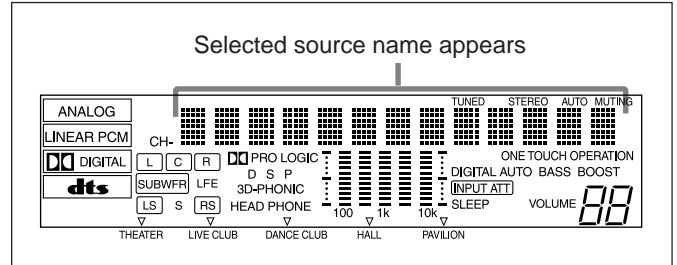 Selected source name appears
TUNED STEREO AUTO MUTING
ANALOG
LINEAR PCM
CH-
DIGITAL
dts
L C R
SUBWFR LFE
LS S RS
PRO LOGIC
D S P
3D-PHONIC
HEAD PHONE
100 1k 10k
ONE TOUCH OPERATION
DIGITAL AUTO BASS BOOST
INPUT ATT
SLEEP
VOLUME 88
THEATER LIVE CLUB DANCE CLUB HALL PAVILION